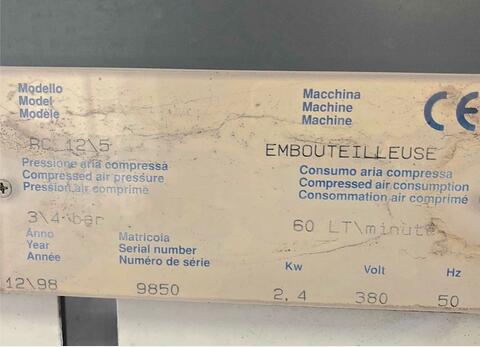 Modello
Model
Modèle
Macchina
Machine
Machine
CE
BC 12\5
EMBOUTEILLEUSE
Pressione aria compressa
Compressed air pressure
Pression air comprimè
Consumo aria compressa
Compressed air consumption
Consommation air comprimé
3\4 bar
60 LT\minute
Anno
Year
Année
Matricola
Serial number
Numéro de série
Kw
Volt
Hz
12\98
9850
2,4
380
50